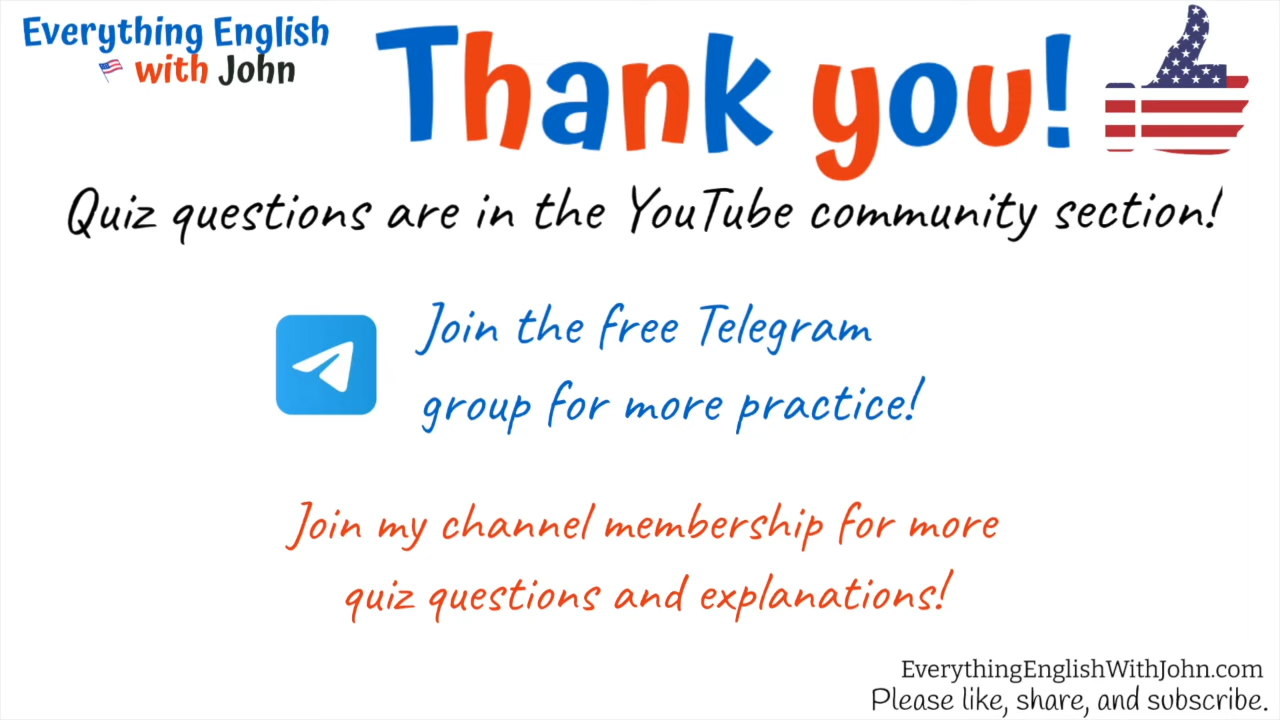 Everything English
with John
Thank you!
Quiz questions are in the YouTube community section!
Join the free Telegram
group for more practice!
Join my channel membership for more
quiz questions and explanations!
EverythingEnglishWithJohn.com
Please like, share, and subscribe.